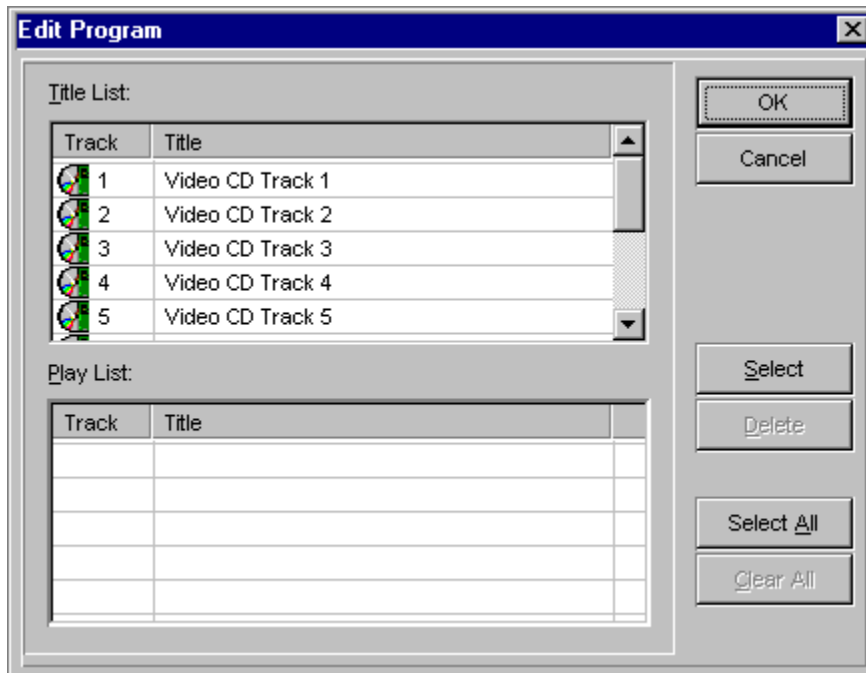 Edit Program
Title List:
OK
Track Title
Cancel
1 Video CD Track 1
2 Video CD Track 2
3 Video CD Track 3
4 Video CD Track 4
5 Video CD Track 5
Play List:
Select
Track Title
Delete
Select All
Clear All